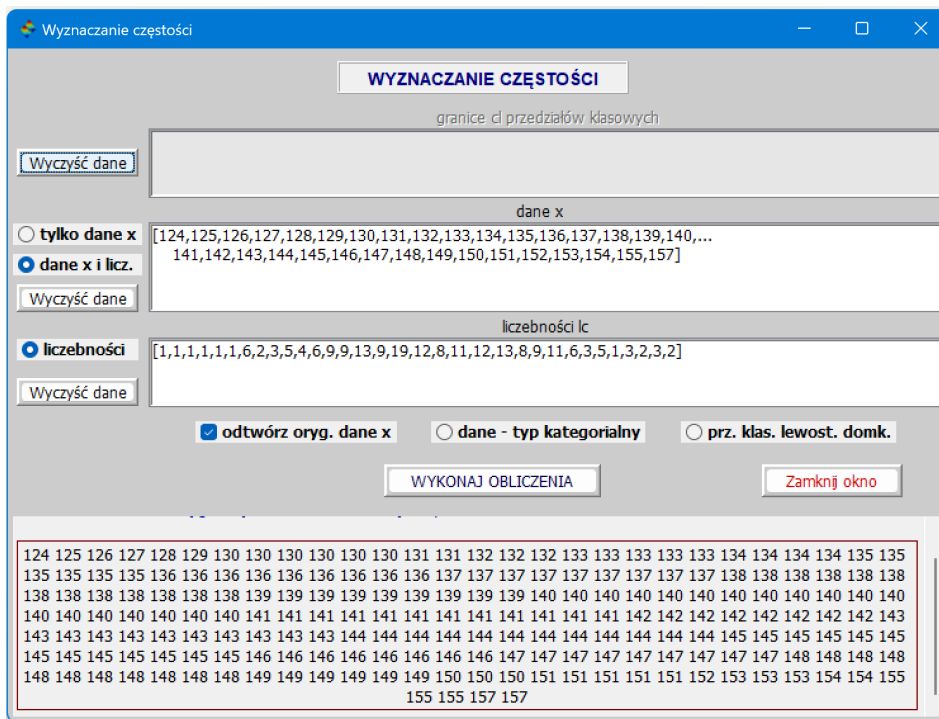 Wyznaczanie częstości
WYZNACZANIE CZĘSTOŚCI
granice cl przedziałów klasowych
Wyczyść dane
dane x
tylko dane x
[124,125,126,127,128,129,130,131,132,133,134,135,136,137,138,139,140,...
dane x i licz.
141,142,143,144,145,146,147,148,149,150,151,152,153,154,155,157]
Wyczyść dane
liczebności lc
liczebności
[1,1,1,1,1,1,6,2,3,5,4,6,9,9,13,9,19,12,8,11,12,13,8,9,11,6,3,5,1,3,2,3,2]
Wyczyść dane
odtwórz oryg. dane x
dane - typ kategorialny
prz. klas. lewost. domk.
WYKONAJ OBLICZENIA
Zamknij okno
124 125 126 127 128 129 130 130 130 130 130 130 131 131 132 132 132 133 133 133 133 133 134 134 134 134 135 135
135 135 135 135 136 136 136 136 136 136 136 136 136 137 137 137 137 137 137 137 137 137 138 138 138 138 138 138
138 138 138 138 138 138 138 139 139 139 139 139 139 139 139 139 140 140 140 140 140 140 140 140 140 140 140 140
140 140 140 140 140 140 140 141 141 141 141 141 141 141 141 141 141 141 141 142 142 142 142 142 142 142 142 143
143 143 143 143 143 143 143 143 143 143 144 144 144 144 144 144 144 144 144 144 144 144 145 145 145 145 145 145
145 145 145 145 145 145 145 146 146 146 146 146 146 146 146 147 147 147 147 147 147 147 147 147 148 148 148 148
148 148 148 148 148 148 148 149 149 149 149 149 149 150 150 150 151 151 151 151 151 152 153 153 153 154 154 155
155 155 157 157